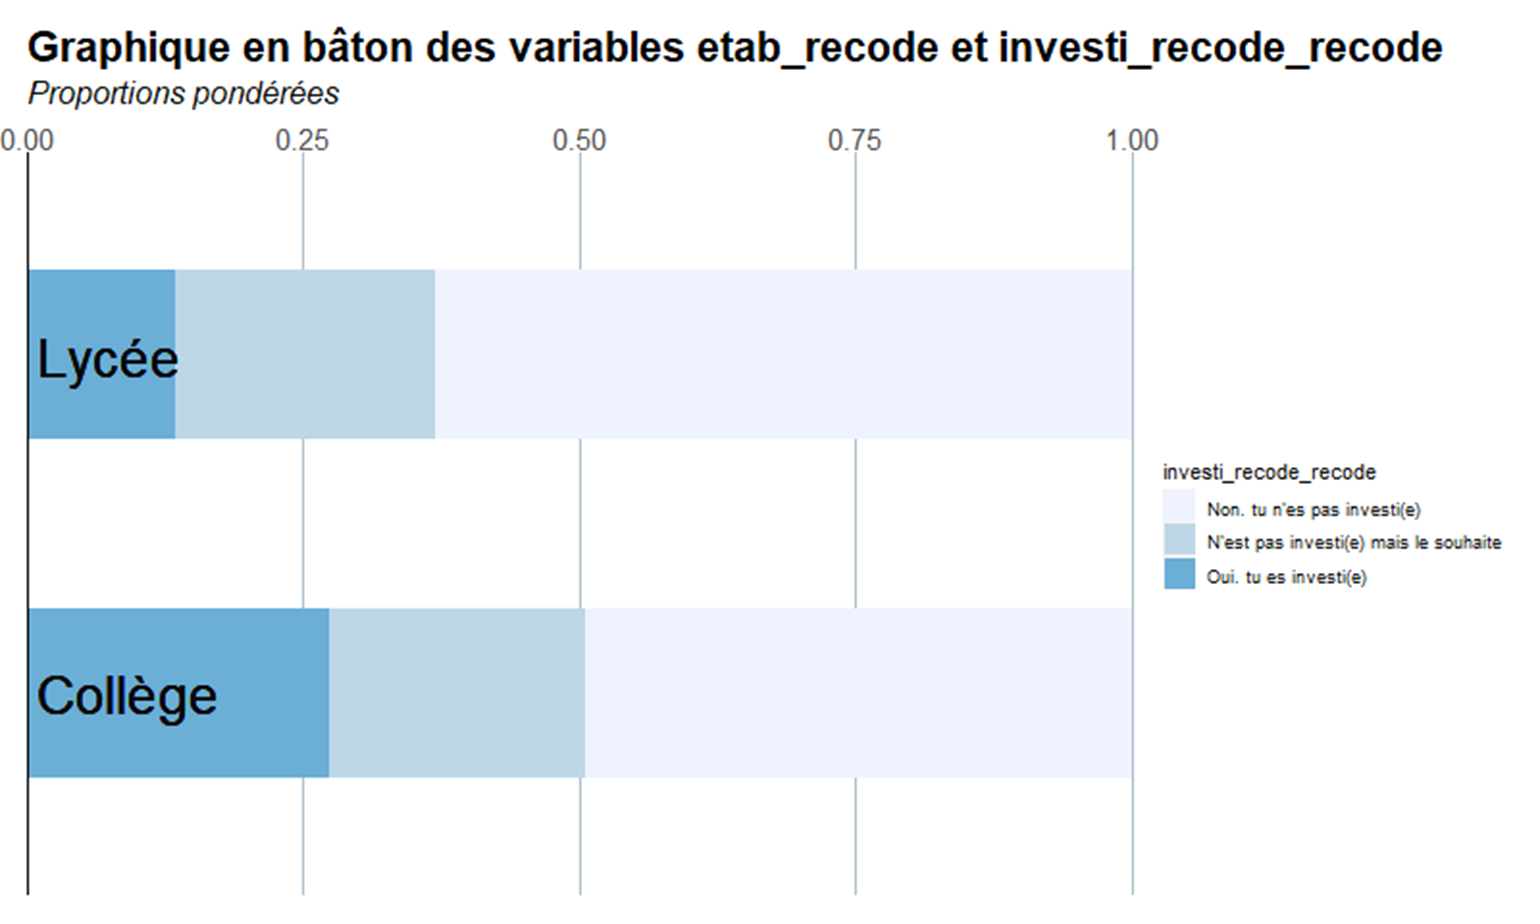 Graphique en bâton des variables etab_recode et investi_recode_recode
Proportions pondérées
0.00 0.25 0.50 0.75 1.00
Lycée
investi_recode_recode
Non. tu n'es pas investi(e)
N'est pas investi(e) mais le souhaite
Oui. tu es investi(e)
Collège